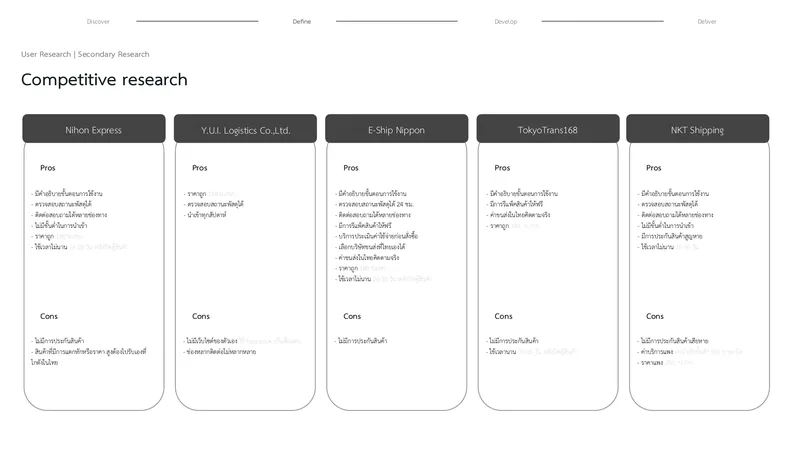 Discover
Define
Develop
Deliver
User Research | Secondary Research
Competitive research
Nihon Express
Pros
- มีคำอธิบายขั้นตอนการใช้งาน
- ตรวจสอบสถานะพัสดุได้
- ติดต่อสอบถามได้หลายช่องทาง
- ไม่มีขั้นต่ำในการนำเข้า
- ราคาถูก
- ใช้เวลาไม่นาน
Cons
- ไม่มีการประกันสินค้า
- สินค้าที่มีการแตกหักหรือราคา สูงต้องไปรับเองที่
โกดังในไทย
Y.U.I. Logistics Co.,Ltd.
Pros
- ราคาถูก
- ตรวจสอบสถานะพัสดุได้
- นำเข้าทุกสัปดาห์
Cons
- ไม่มีเว็บไซต์ของตัวเอง
- ช่องทางติดต่อไม่หลากหลาย
E-Ship Nippon
Pros
- มีคำอธิบายขั้นตอนการใช้งาน
- ตรวจสอบสถานะพัสดุได้ 24 ชม.
- ติดต่อสอบถามได้หลายช่องทาง
- มีการรีแพ็คสินค้าให้ฟรี
- บริการประเมินค่าใช้จ่ายก่อนสั่งซื้อ
- เลือกบริษัทขนส่งที่ไทยเองได้
- ค่าขนส่งในไทยคิดตามจริง
- ราคาถูก
- ใช้เวลาไม่นาน
Cons
- ไม่มีการประกันสินค้า
TokyoTrans168
Pros
- มีคำอธิบายขั้นตอนการใช้งาน
- มีการรีแพ็คสินค้าให้ฟรี
- ค่าขนส่งในไทยคิดตามจริง
- ราคาถูก
Cons
- ไม่มีการประกันสินค้า
- ใช้เวลานาน
NKT Shipping
Pros
- มีคำอธิบายขั้นตอนการใช้งาน
- ตรวจสอบสถานะพัสดุได้
- ติดต่อสอบถามได้หลายช่องทาง
- ไม่มีขั้นต่ำในการนำเข้า
- มีการประกันสินค้าสูญหาย
- ใช้เวลาไม่นาน
Cons
- ไม่มีการประกันสินค้าเสียหาย
- ค่าบริการแพง
- ราคาแพง